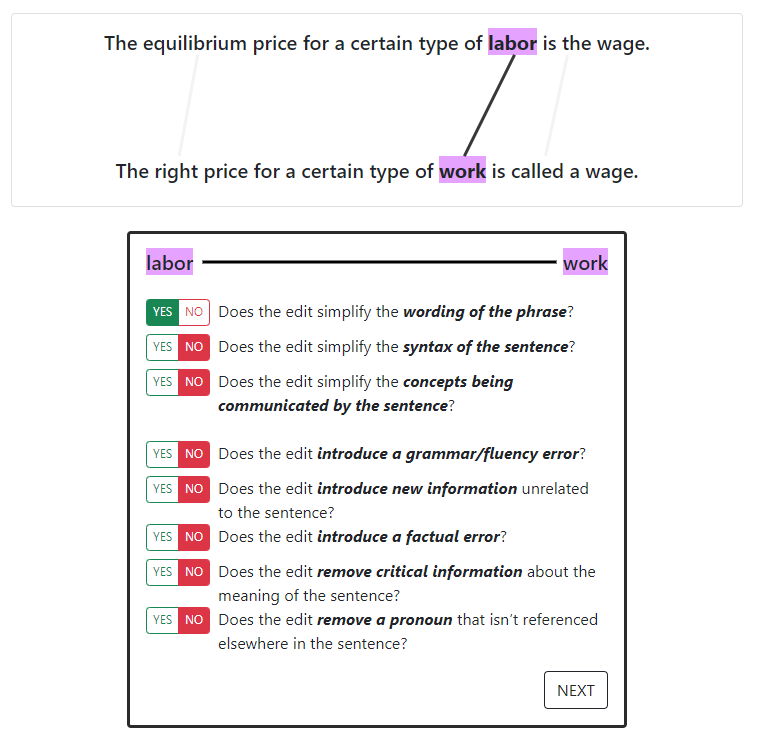 The equilibrium price for a certain type of labor is the wage.
The right price for a certain type of work is called a wage.
labor work
YES NO Does the edit simplify the wording of the phrase?
YES NO Does the edit simplify the syntax of the sentence?
YES NO Does the edit simplify the concepts being
communicated by the sentence?
YES NO Does the edit introduce a grammar/fluency error?
YES NO Does the edit introduce new information unrelated
to the sentence?
YES NO Does the edit introduce a factual error?
YES NO Does the edit remove critical information about the
meaning of the sentence?
YES NO Does the edit remove a pronoun that isn't referenced
elsewhere in the sentence?
NEXT